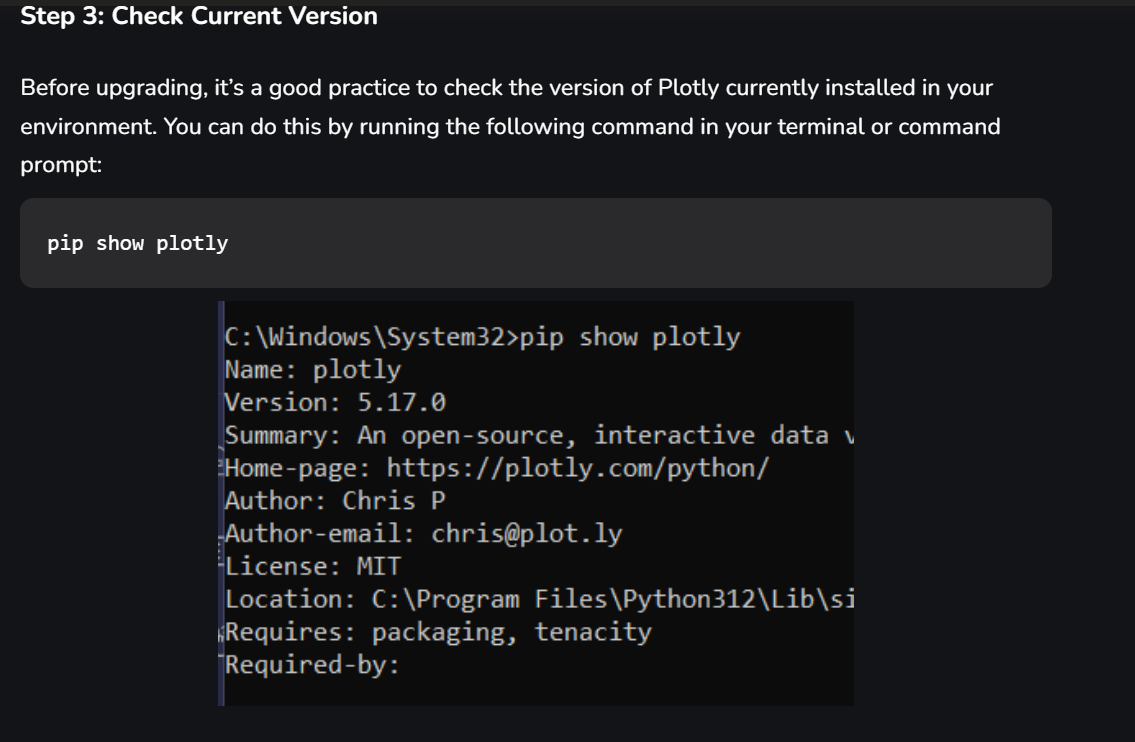 Step 3: Check Current Version
Before upgrading, it’s a good practice to check the version of Plotly currently installed in your
environment. You can do this by running the following command in your terminal or command
prompt:
pip show plotly
C:\Windows\System32>pip show plotly
Name: plotly
Version: 5.17.0
Summary: An open-source, interactive data
Home-page: https://plotly.com/python/
Author: Chris P
Author-email: chris@plot.ly
License: MIT
Location: C:\Program Files\Python312\Lib\si
Requires: packaging, tenacity
Required-by: